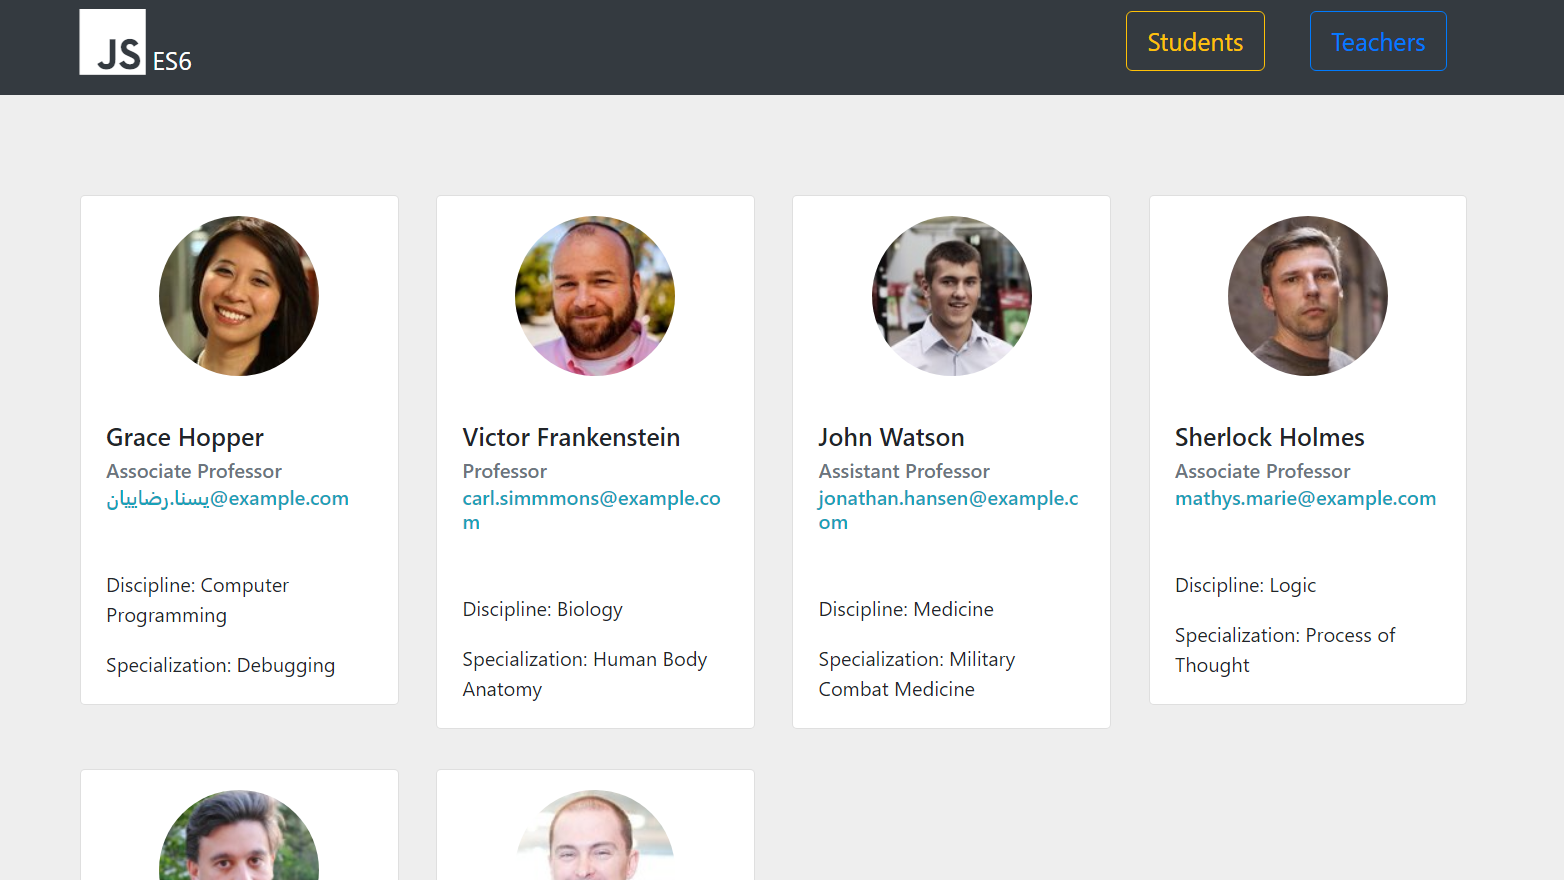 JS ES6
Students
Teachers
Grace Hopper
Associate Professor
يسنا.رضاييان@example.com
Discipline: Computer
Programming
Specialization: Debugging
Victor Frankenstein
Professor
carl.simmmons@example.co
m
Discipline: Biology
Specialization: Human Body
Anatomy
John Watson
Assistant Professor
jonathan.hansen@example.c
om
Discipline: Medicine
Specialization: Military
Combat Medicine
Sherlock Holmes
Associate Professor
mathys.marie@example.com
Discipline: Logic
Specialization: Process of
Thought